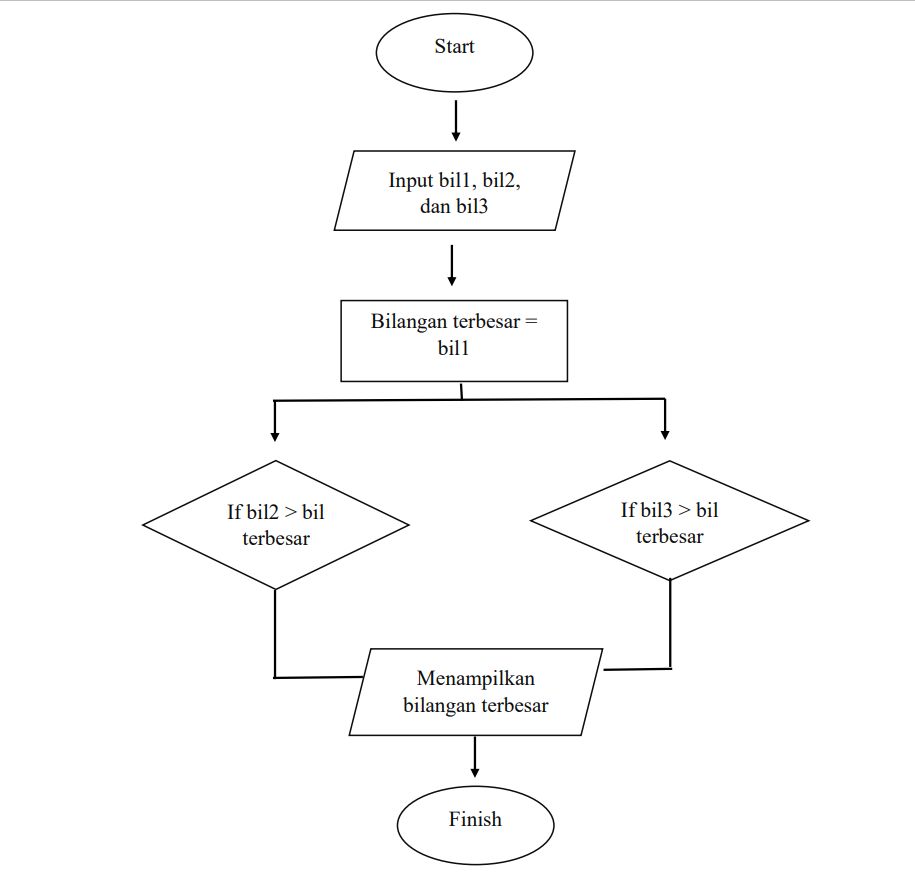 Start
Input bil1, bil2,
dan bil3
Bilangan terbesar =
bil1
If bil2 > bil
terbesar
If bil3 > bil
terbesar
Menampilkan
bilangan terbesar
Finish